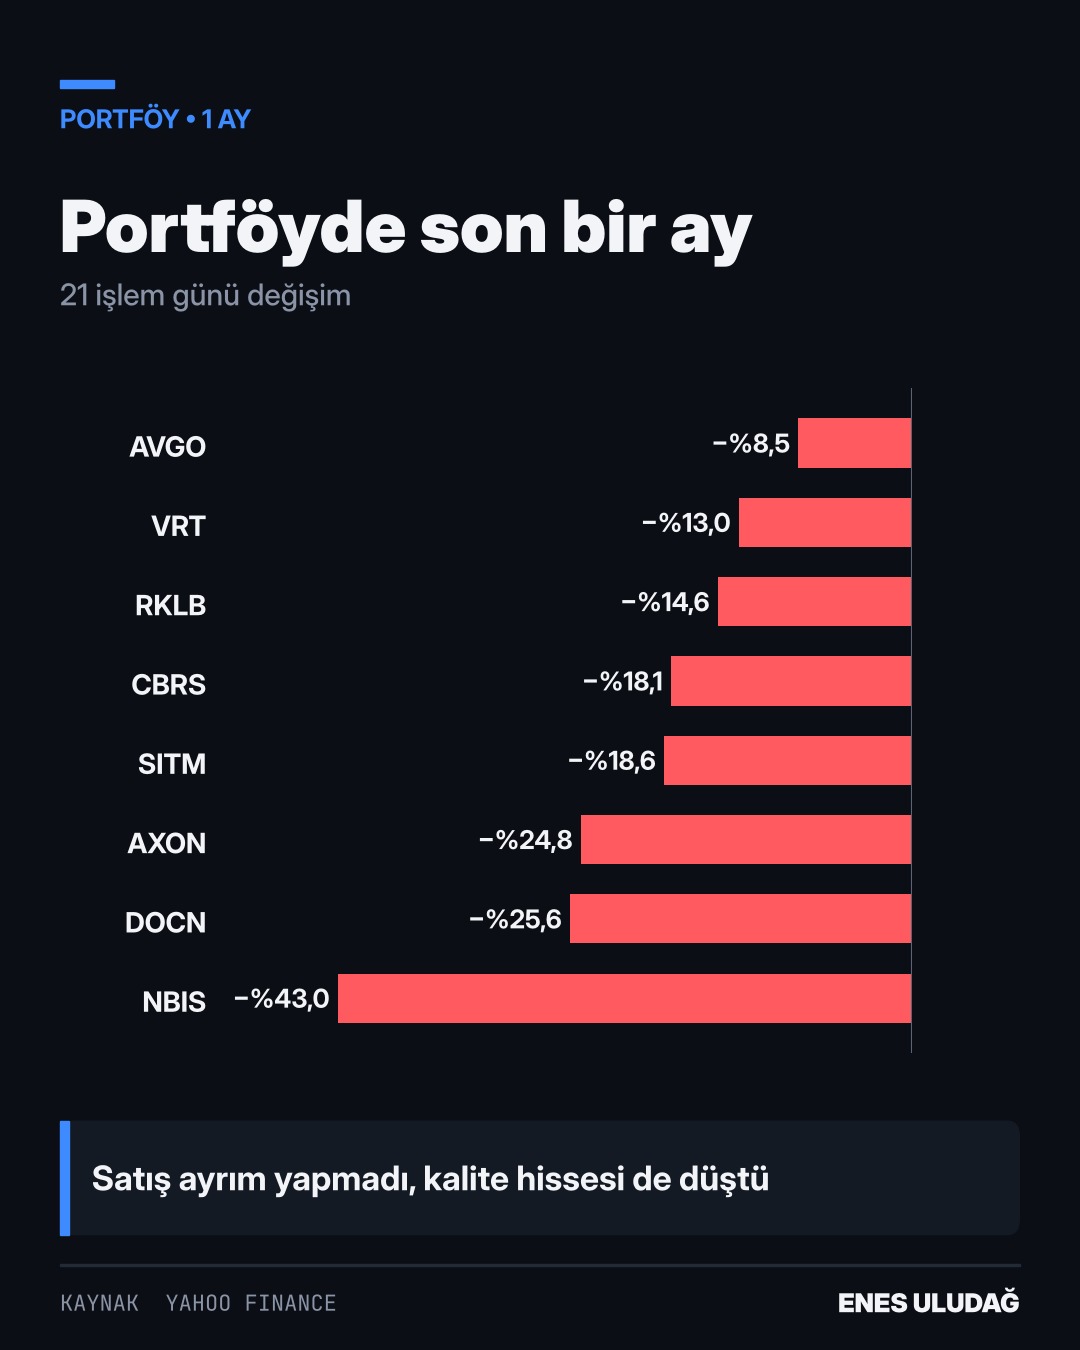 PORTFÖY • 1 AY
Portföyde son bir ay
21 işlem günü değişim
AVGO −%8,5
VRT −%13,0
RKLB −%14,6
CBRS −%18,1
SITM −%18,6
AXON −%24,8
DOCN −%25,6
NBIS −%43,0
Satış ayrım yapmadı, kalite hissesi de düştü
KAYNAK YAHOO FINANCE
ENES ULUDAĞ